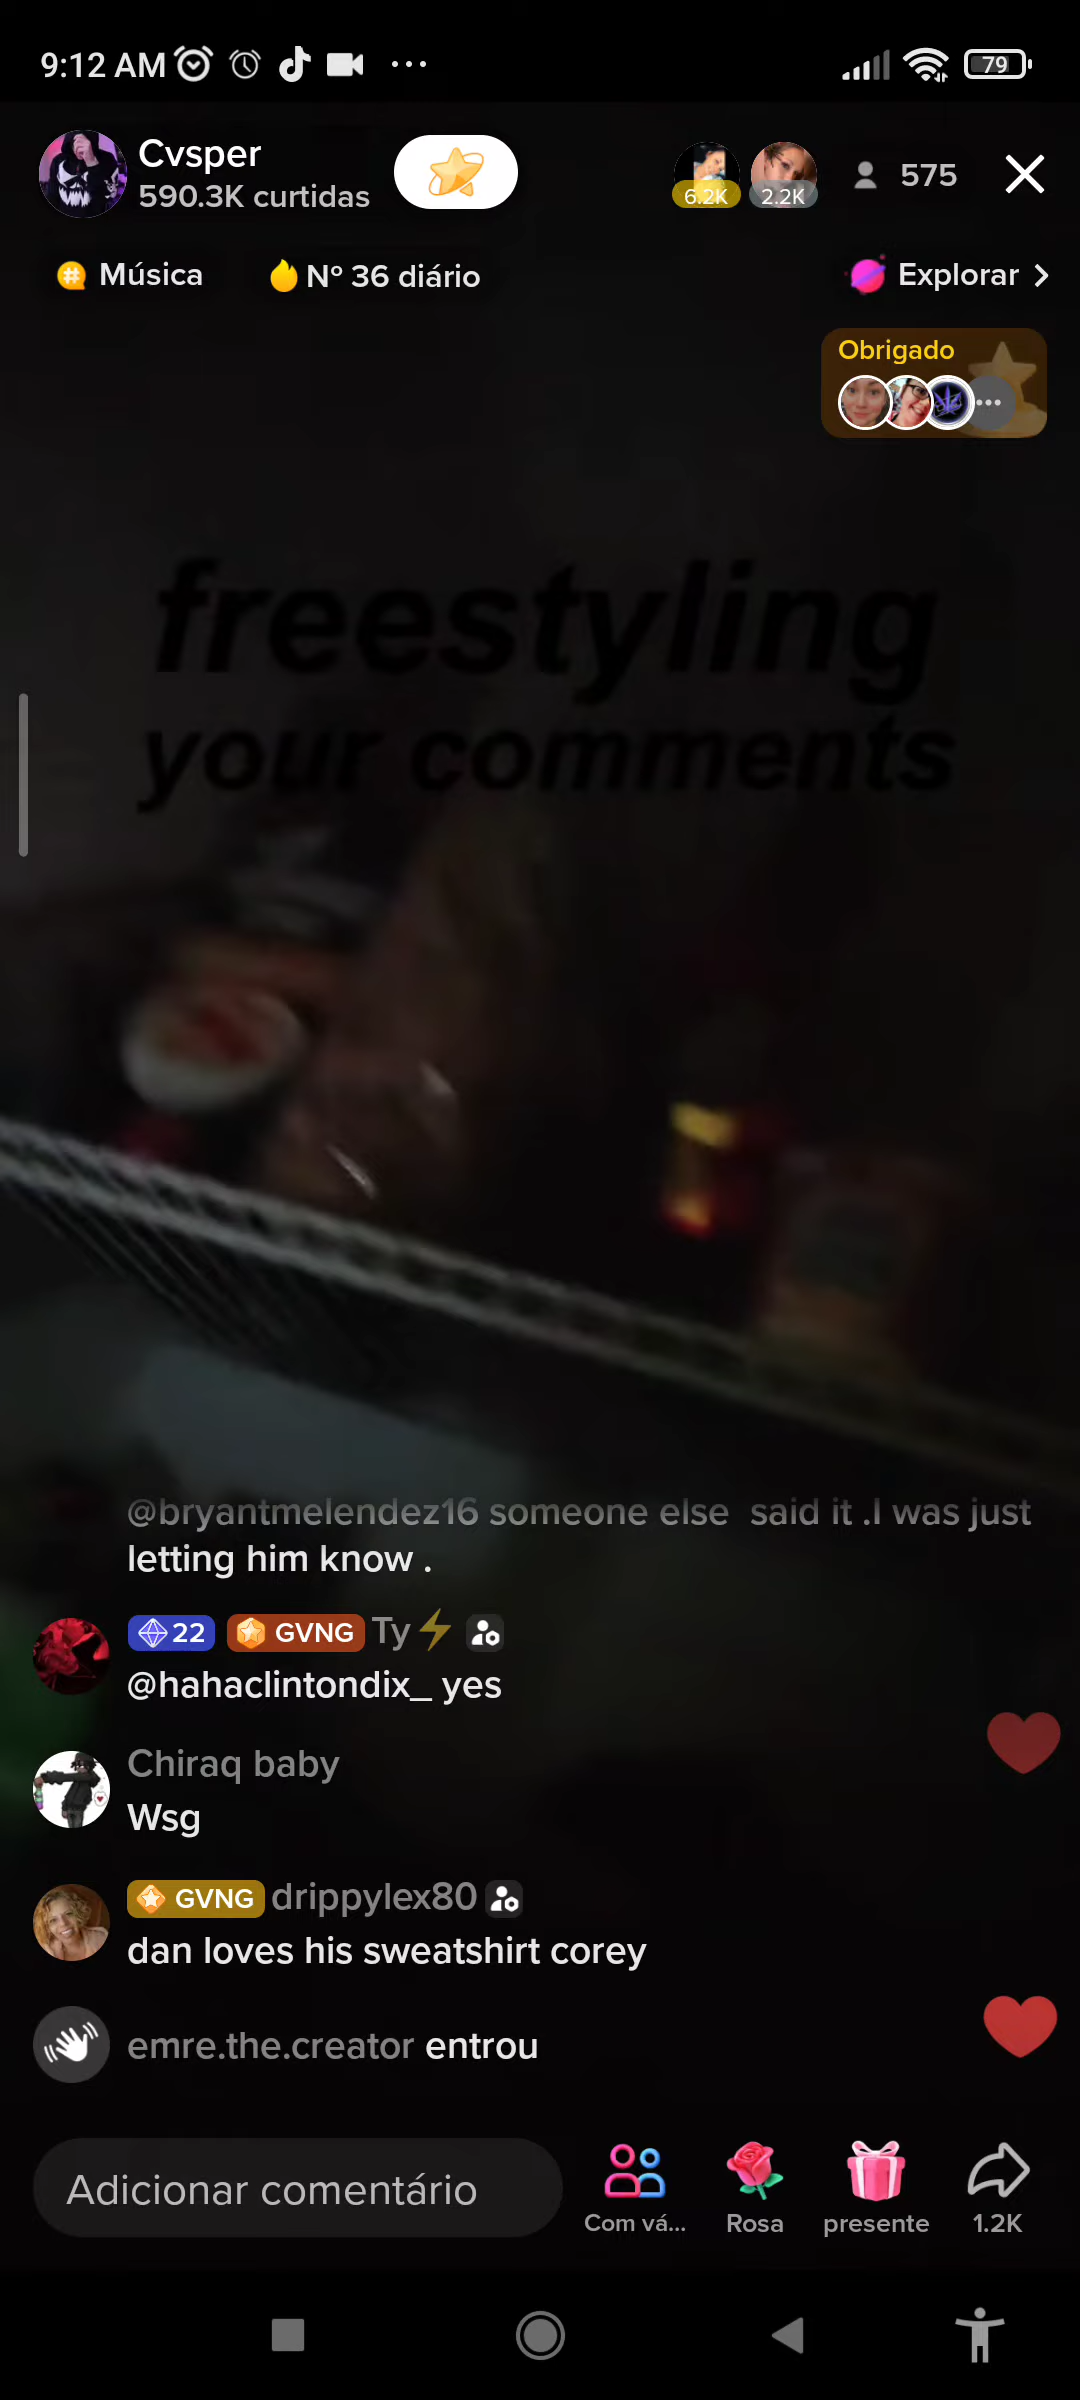 9:12 AM
79
Cvsper
590.3K curtidas
6.2K
2.2K
575
Música
Nº 36 diário
Explorar
Obrigado
freestyling
your comments
@bryantmelendez16 someone else said it .I was just
letting him know .
22 GVNG Ty
@hahaclintondix_ yes
Chiraq baby
Wsg
GVNG drippylex80
dan loves his sweatshirt corey
emre.the.creator entrou
Adicionar comentário
Com vá...
Rosa
presente
1.2K